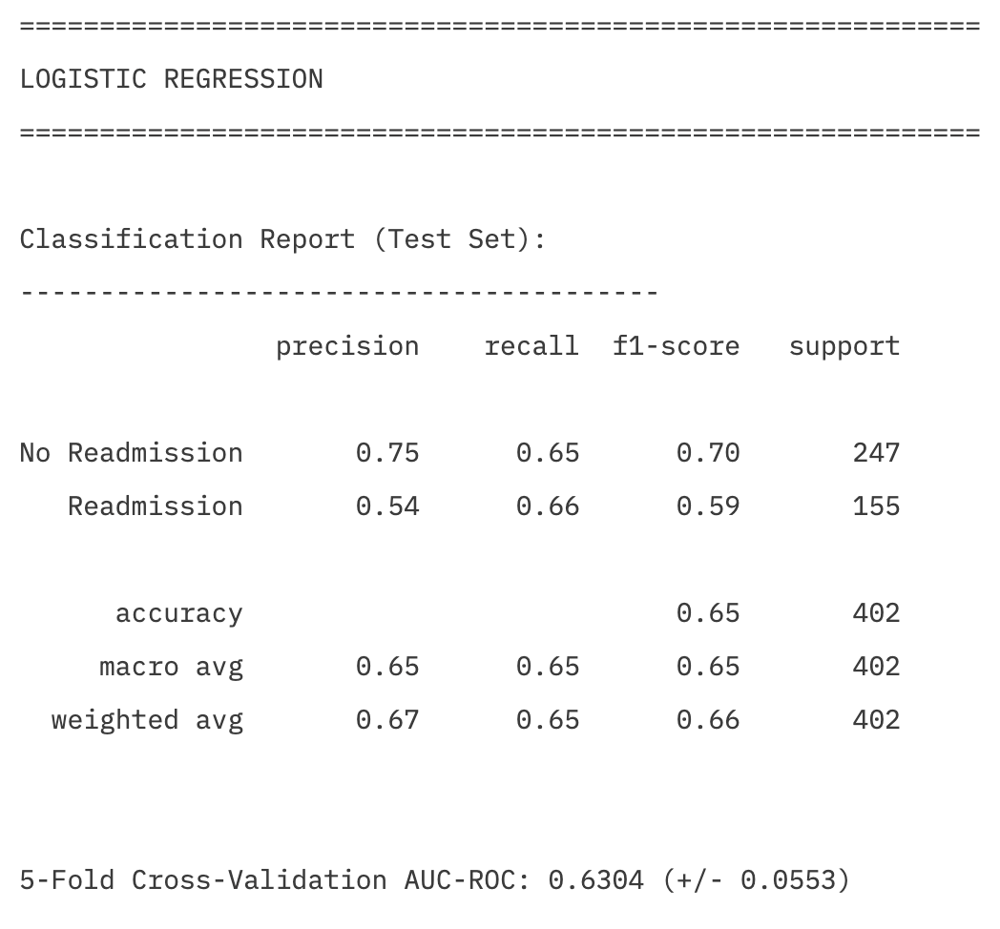 ============================================================
LOGISTIC REGRESSION
============================================================
Classification Report (Test Set):
----------------------------------------
precision    recall  f1-score   support
No Readmission       0.75      0.65      0.70       247
Readmission       0.54      0.66      0.59       155
accuracy                           0.65       402
macro avg       0.65      0.65      0.65       402
weighted avg       0.67      0.65      0.66       402
5-Fold Cross-Validation AUC-ROC: 0.6304 (+/- 0.0553)